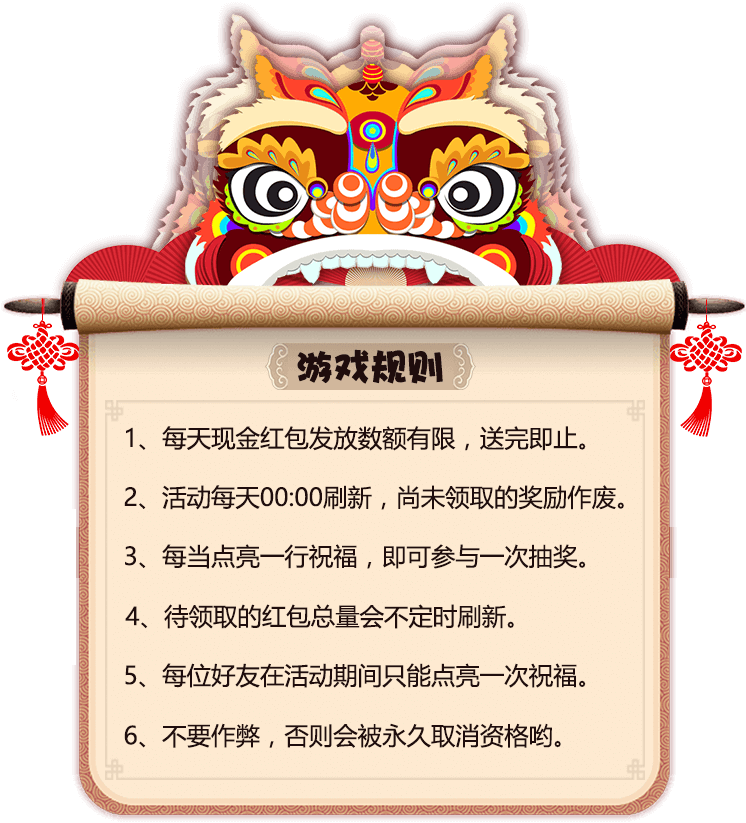 游戏规则
1、每天现金红包发放数额有限，送完即止。
2、活动每天00:00刷新，尚未领取的奖励作废。
3、每当点亮一行祝福，即可参与一次抽奖。
4、待领取的红包总量会不定时刷新。
5、每位好友在活动期间只能点亮一次祝福。
6、不要作弊，否则会被永久取消资格哟。